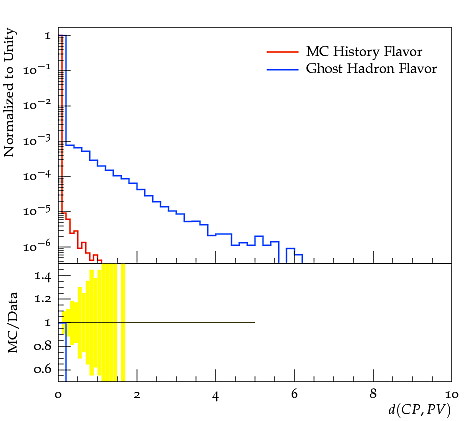 Normalized to Unity
1
10⁻¹
10⁻²
10⁻³
10⁻⁴
10⁻⁵
10⁻⁶
MC History Flavor
Ghost Hadron Flavor
MC/Data
1.4
1.2
1
0.8
0.6
0 2 4 6 8 10
d(CP, PV)